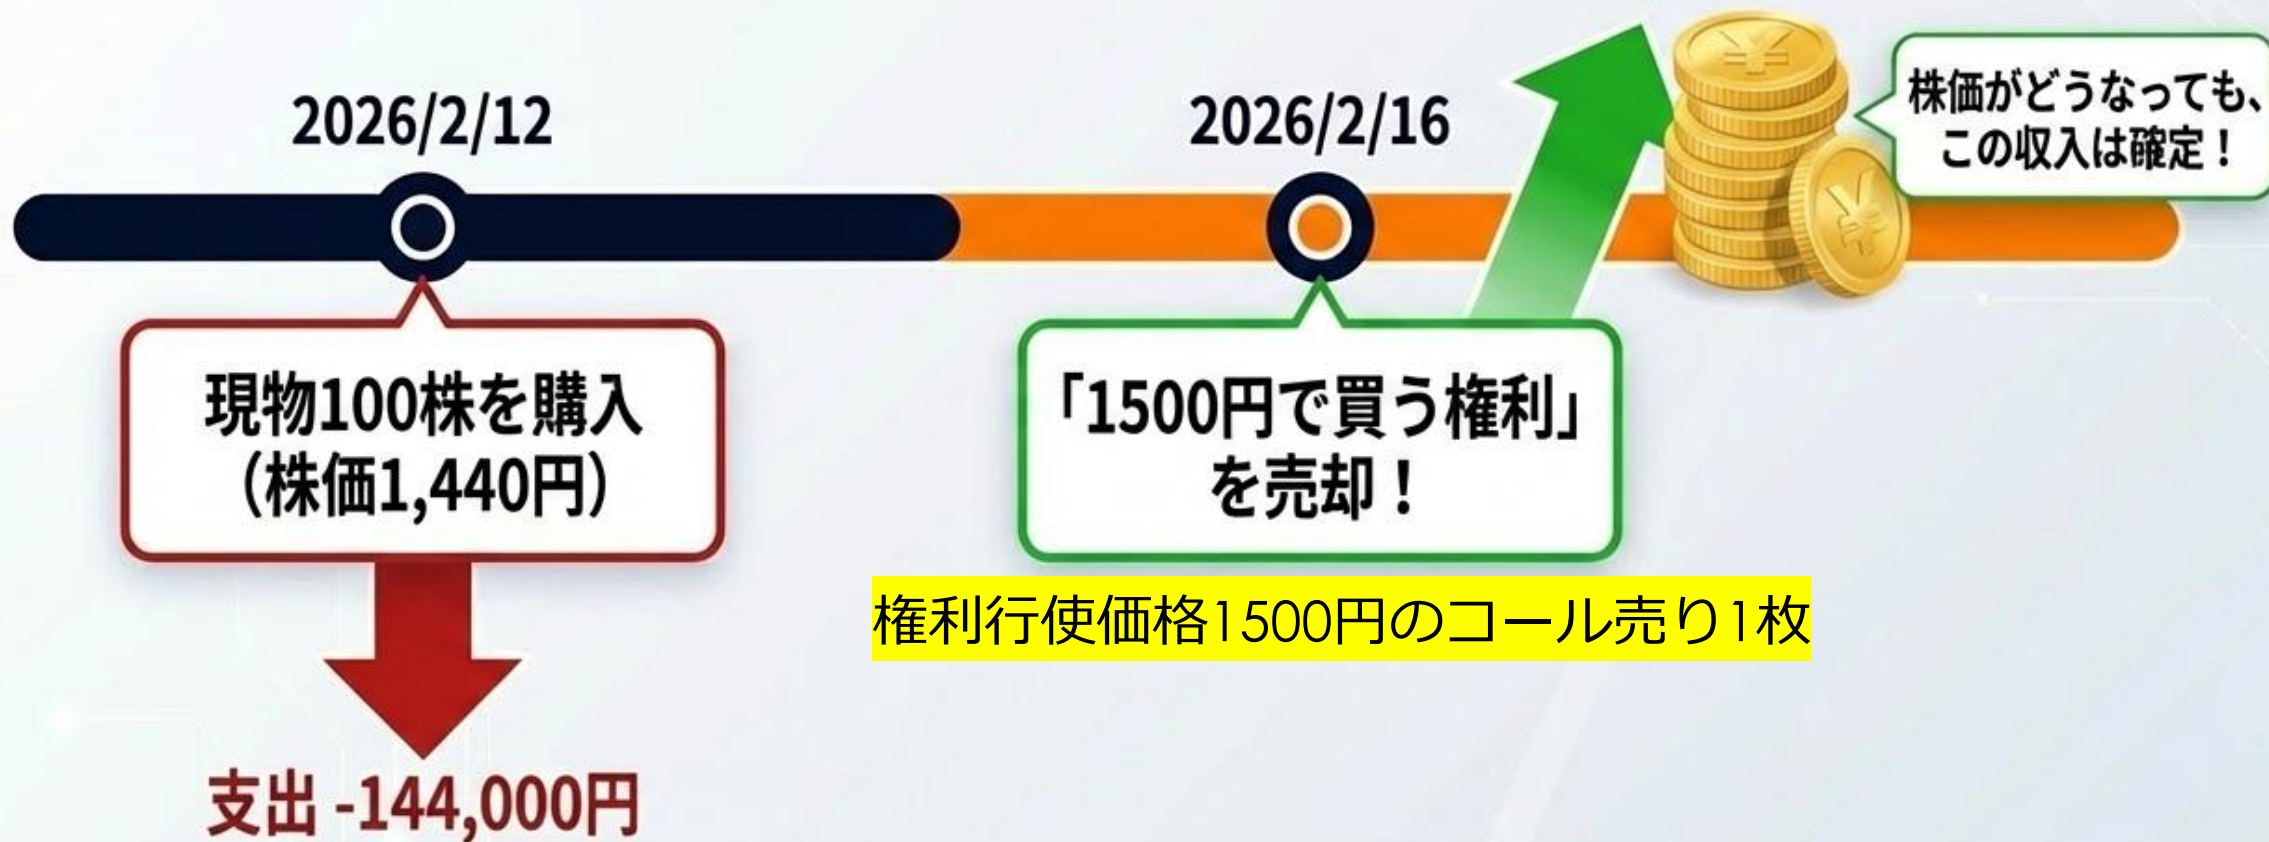 2026/2/12
現物100株を購入
（株価1,440円）
支出 -144,000円
2026/2/16
「1500円で買う権利」
を売却！
権利行使価格1500円のコール売り1枚
株価がどうなっても、
この収入は確定！